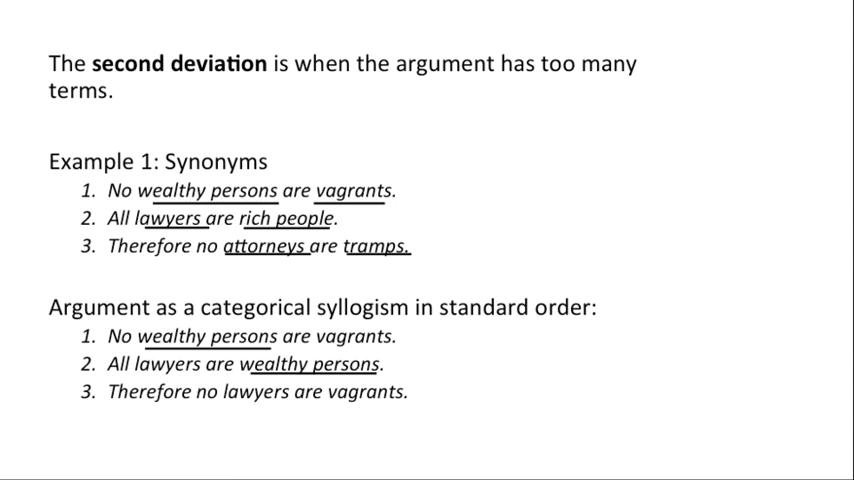 The second deviation is when the argument has too many
terms.
Example 1: Synonyms
1. No wealthy persons are vagrants.
2. All lawyers are rich people.
3. Therefore no attorneys are tramps.
Argument as a categorical syllogism in standard order:
1. No wealthy persons are vagrants.
2. All lawyers are wealthy persons.
3. Therefore no lawyers are vagrants.